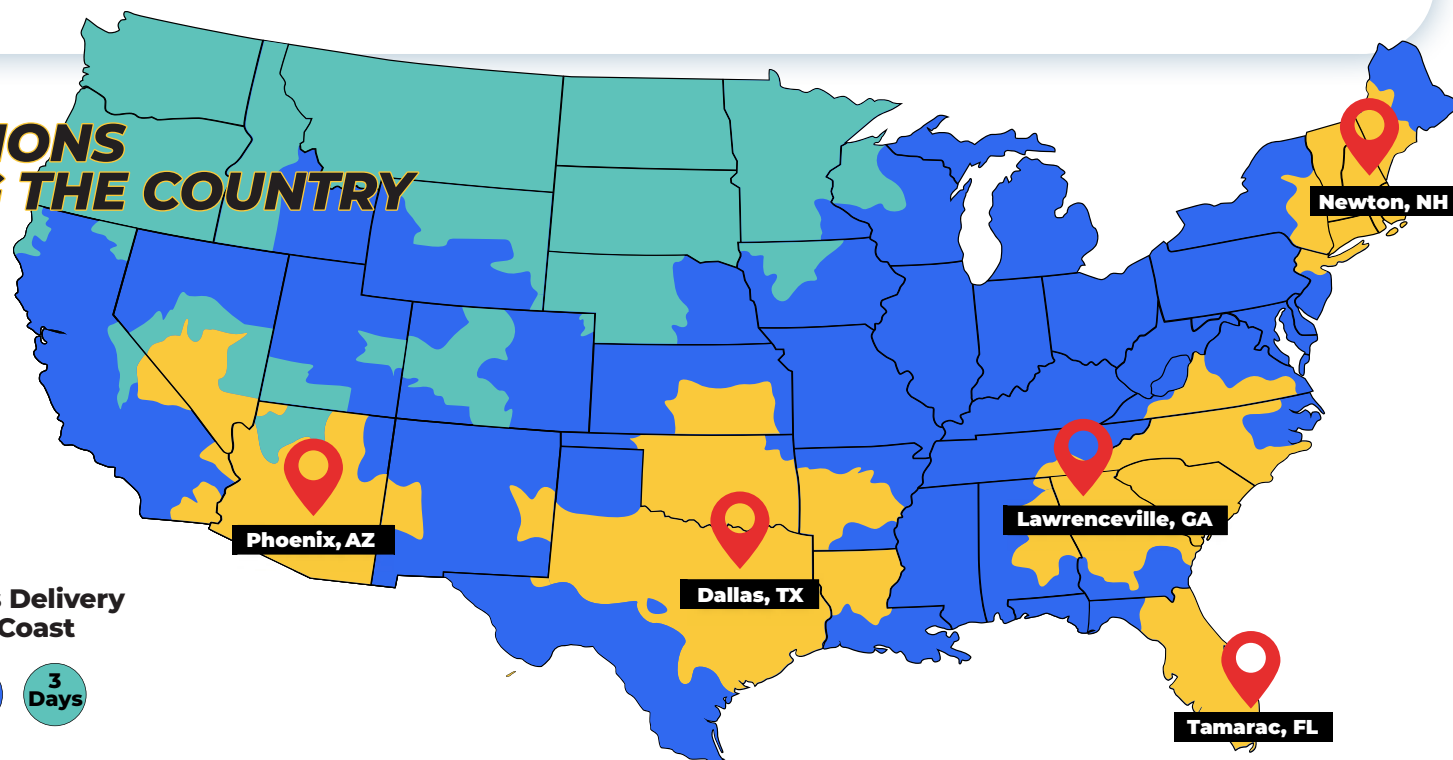 IONS
THE COUNTRY
Newton, NH
Phoenix, AZ
Lawrenceville, GA
Dallas, TX
Delivery
Coast
3
Days
Tamarac, FL